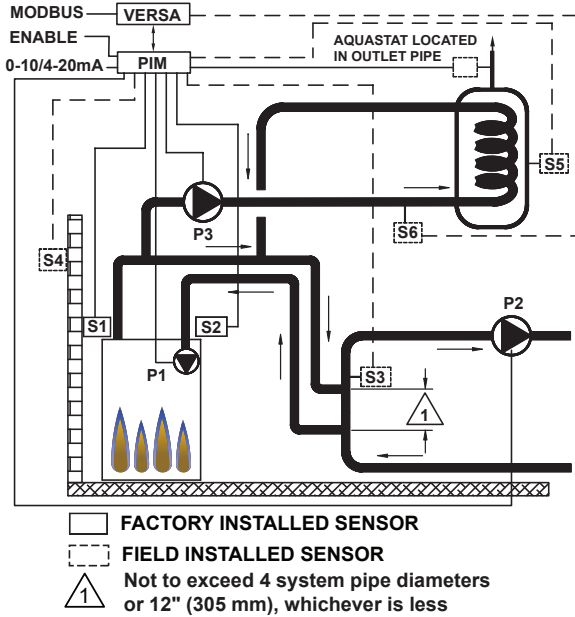 MODBUS
VERSA
ENABLE
0-10/4-20mA
PIM
AQUASTAT LOCATED
IN OUTLET PIPE
S5
P3
S6
S4
S1
S2
P2
P1
S3
1
FACTORY INSTALLED SENSOR
FIELD INSTALLED SENSOR
1
Not to exceed 4 system pipe diameters
or 12" (305 mm), whichever is less